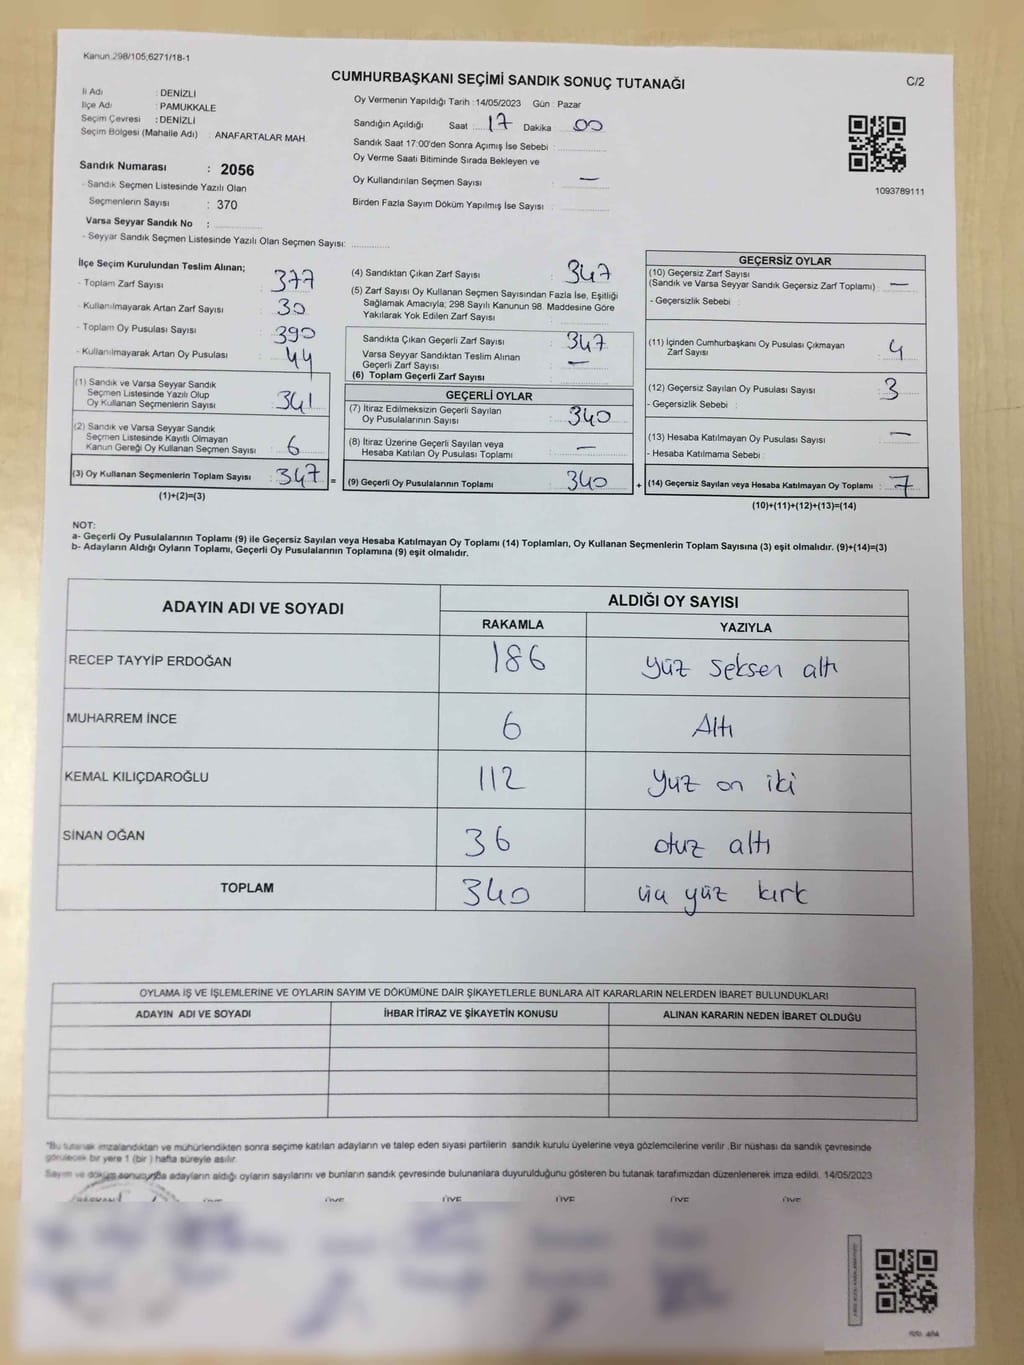 Kanun 298/105,6271/18-1
CUMHURBAŞKANI SEÇİMİ SANDIK SONUÇ TUTANAĞI
C/2
İl Adı : DENİZLİ
İlçe Adı : PAMUKKALE
Seçim Çevresi : DENİZLİ
Seçim Bölgesi (Mahalle Adı) : ANAFARTALAR MAH.
Oy Vermenin Yapıldığı Tarih : 14/05/2023 Gün : Pazar
Sandığın Açıldığı Saat : 17 Dakika 00
Sandık Saat 17:00'den Sonra Açımış İse Sebebi :
Oy Verme Saati Bitiminde Sırada Bekleyen ve
Oy Kullandırılan Seçmen Sayısı : —
Birden Fazla Sayım Döküm Yapılmış İse Sayısı :
1093789111
Sandık Numarası : 2056
- Sandık Seçmen Listesinde Yazılı Olan
Seçmenlerin Sayısı : 370
Varsa Seyyar Sandık No :
- Seyyar Sandık Seçmen Listesinde Yazılı Olan Seçmen Sayısı:
İlçe Seçim Kurulundan Teslim Alınan;
- Toplam Zarf Sayısı : 377
- Kullanılmayarak Artan Zarf Sayısı : 30
- Toplam Oy Pusulası Sayısı : 390
- Kullanılmayarak Artan Oy Pusulası : 44
(1) Sandık ve Varsa Seyyar Sandık
Seçmen Listesinde Yazılı Olup
Oy Kullanan Seçmenlerin Sayısı : 341
(2) Sandık ve Varsa Seyyar Sandık
Seçmen Listesinde Kayıtlı Olmayan
Kanun Gereği Oy Kullanan Seçmen Sayısı : 6
(3) Oy Kullanan Seçmenlerin Toplam Sayısı : 347 =
(1)+(2)=(3)
(4) Sandıktan Çıkan Zarf Sayısı : 347
(5) Zarf Sayısı Oy Kullanan Seçmen Sayısından Fazla İse, Eşitliği
Sağlamak Amacıyla; 298 Sayılı Kanunun 98. Maddesine Göre
Yakılarak Yok Edilen Zarf Sayısı :
Sandıkta Çıkan Geçerli Zarf Sayısı : 347
Varsa Seyyar Sandıktan Teslim Alınan
Geçerli Zarf Sayısı : —
(6) Toplam Geçerli Zarf Sayısı :
GEÇERLİ OYLAR
(7) İtiraz Edilmeksizin Geçerli Sayılan
Oy Pusulalarının Sayısı : 340
(8) İtiraz Üzerine Geçerli Sayılan veya
Hesaba Katılan Oy Pusulası Toplamı : —
(9) Geçerli Oy Pusulalarının Toplamı : 340 +
GEÇERSİZ OYLAR
(10) Geçersiz Zarf Sayısı
(Sandık ve Varsa Seyyar Sandık Geçersiz Zarf Toplamı) : —
- Geçersizlik Sebebi :
(11) İçinden Cumhurbaşkanı Oy Pusulası Çıkmayan
Zarf Sayısı : 4
(12) Geçersiz Sayılan Oy Pusulası Sayısı : 3
- Geçersizlik Sebebi :
(13) Hesaba Katılmayan Oy Pusulası Sayısı : —
- Hesaba Katılmama Sebebi :
(14) Geçersiz Sayılan veya Hesaba Katılmayan Oy Toplamı : 7
(10)+(11)+(12)+(13)=(14)
NOT:
a- Geçerli Oy Pusulalarının Toplamı (9) ile Geçersiz Sayılan veya Hesaba Katılmayan Oy Toplamı (14) Toplamları, Oy Kullanan Seçmenlerin Toplam Sayısına (3) eşit olmalıdır. (9)+(14)=(3)
b- Adayların Aldığı Oyların Toplamı, Geçerli Oy Pusulalarının Toplamına (9) eşit olmalıdır.
ADAYIN ADI VE SOYADI
ALDIĞI OY SAYISI
RAKAMLA YAZIYLA
RECEP TAYYİP ERDOĞAN 186 yüz seksen altı
MUHARREM İNCE 6 Altı
KEMAL KILIÇDAROĞLU 112 yüz on iki
SİNAN OĞAN 36 otuz altı
TOPLAM 340 yüz kırk
OYLAMA İŞ VE İŞLEMLERİNE VE OYLARIN SAYIM VE DÖKÜMÜNE DAİR ŞİKAYETLERLE BUNLARA AİT KARARLARIN NELERDEN İBARET BULUNDUKLARI
ADAYIN ADI VE SOYADI İHBAR İTİRAZ VE ŞİKAYETİN KONUSU ALINAN KARARIN NEDEN İBARET OLDUĞU
"Bu tutanak imzalandıktan ve mühürlendikten sonra seçime katılan adayların ve talep eden siyasi partilerin sandık kurulu üyelerine veya gözlemcilerine verilir .Bir nüshası da sandık çevresinde
görülecek bir yere 1 (bir ) hafta süreyle asılır.
Sayım ve döküm sonucunda adayların aldığı oyların sayılarını ve bunların sandık çevresinde bulunanlara duyurulduğunu gösteren bu tutanak tarafımızdan düzenlenerek imza edildi. 14/05/2023
BAŞKAN ÜYE ÜYE ÜYE ÜYE ÜYE ÜYE